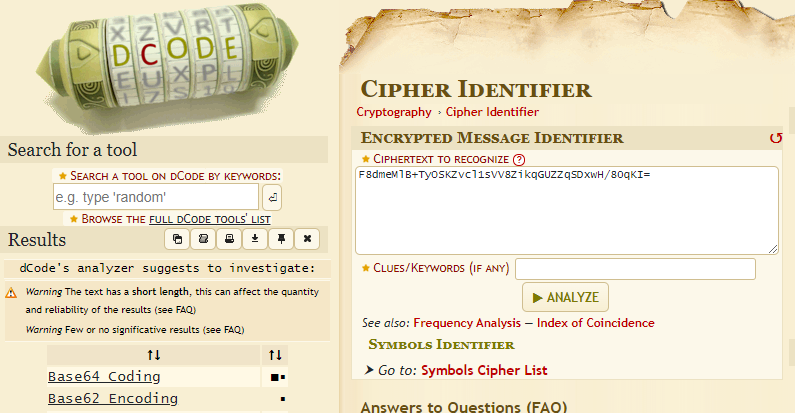 X Z V R T
D C O D E
E U X P L
Search for a tool
★ SEARCH A TOOL ON DCODE BY KEYWORDS:
e.g. type 'random'
★ BROWSE THE FULL DCODE TOOLS' LIST
Results
dCode's analyzer suggests to investigate:
Warning The text has a short length, this can affect the quantity
and reliability of the results (see FAQ)
Warning Few or no significative results (see FAQ)
↑↓ ↑↓
Base64 Coding ■▪
Base62 Encoding ▪
CIPHER IDENTIFIER
Cryptography › Cipher Identifier
ENCRYPTED MESSAGE IDENTIFIER
★ CIPHERTEXT TO RECOGNIZE ?
F8dmeMlB+TyOSKZvcl1sVV8ZikqGUZZqSDxwH/8OqKI=
★ CLUES/KEYWORDS (IF ANY)
▶ ANALYZE
See also: Frequency Analysis — Index of Coincidence
SYMBOLS IDENTIFIER
➤ Go to: Symbols Cipher List
Answers to Questions (FAQ)